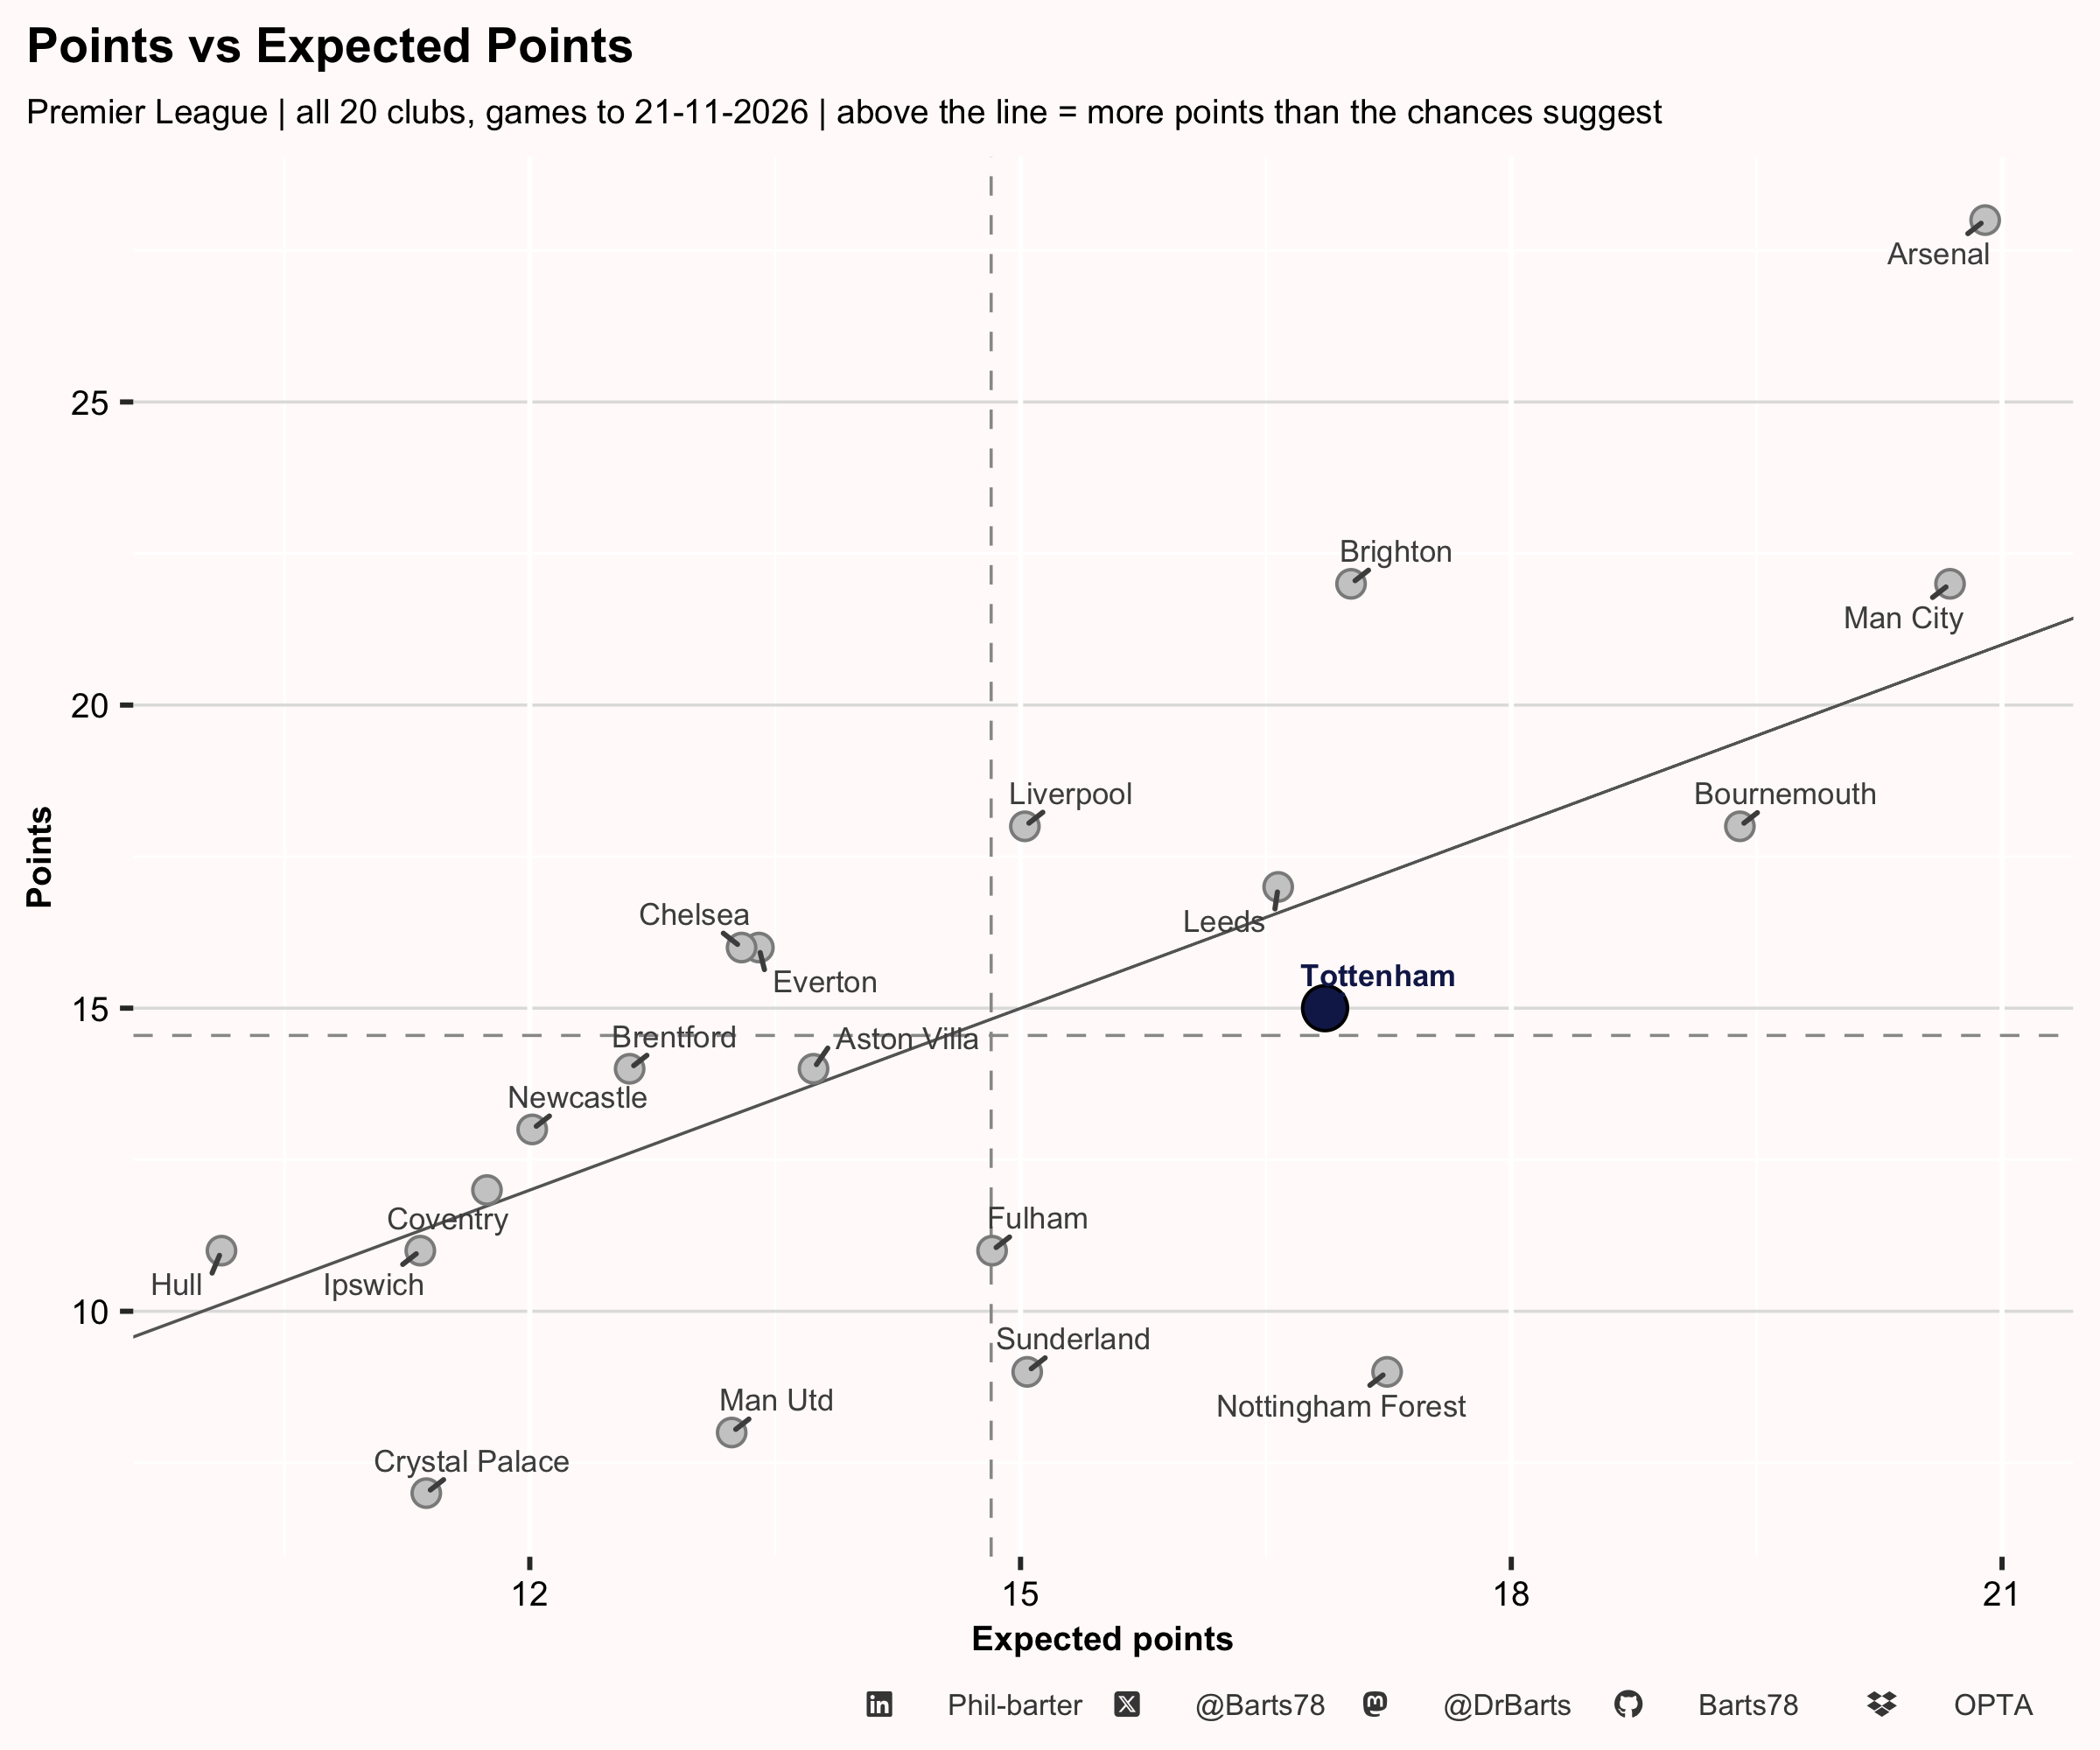 Points vs Expected Points
Premier League | all 20 clubs, games to 21-11-2026 | above the line = more points than the chances suggest
Arsenal
25
Brighton
Man City
20
Liverpool
Bournemouth
Points
Leeds
Chelsea
Everton
Tottenham
15
Brentford
Aston Villa
Newcastle
Coventry
Fulham
Hull
Ipswich
10
Sunderland
Nottingham Forest
Man Utd
Crystal Palace
12 15 18 21
Expected points
in Phil-barter X @Barts78 m @DrBarts Barts78 OPTA